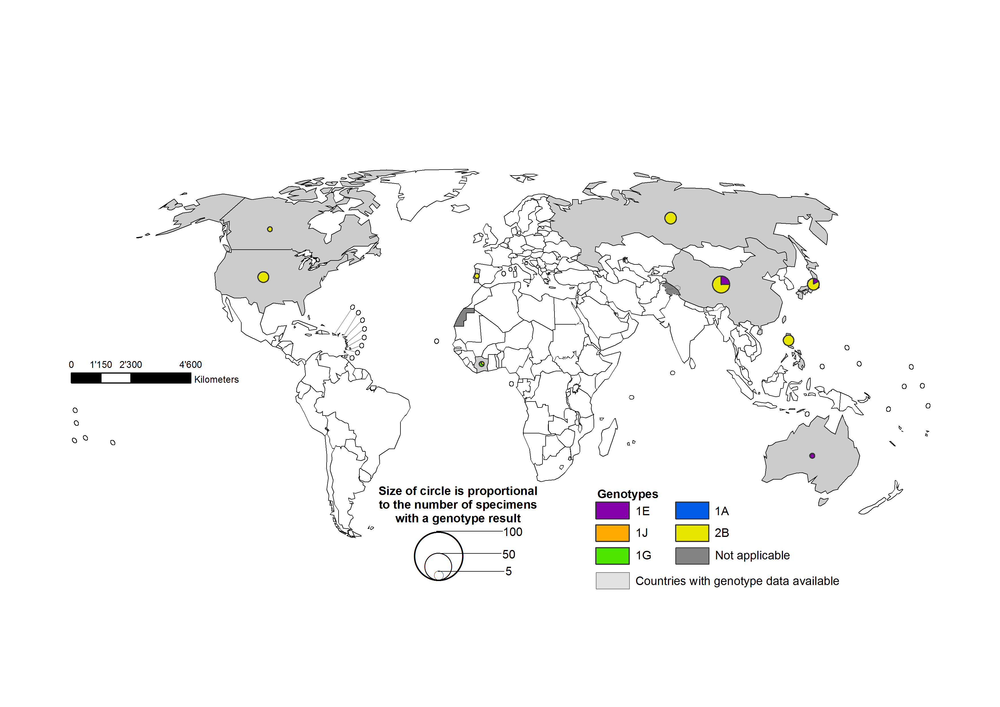 0 1'150 2'300 4'600
Kilometers
Size of circle is proportional
to the number of specimens
with a genotype result
100
50
5
Genotypes
1E 1A
1J 2B
1G Not applicable
Countries with genotype data available